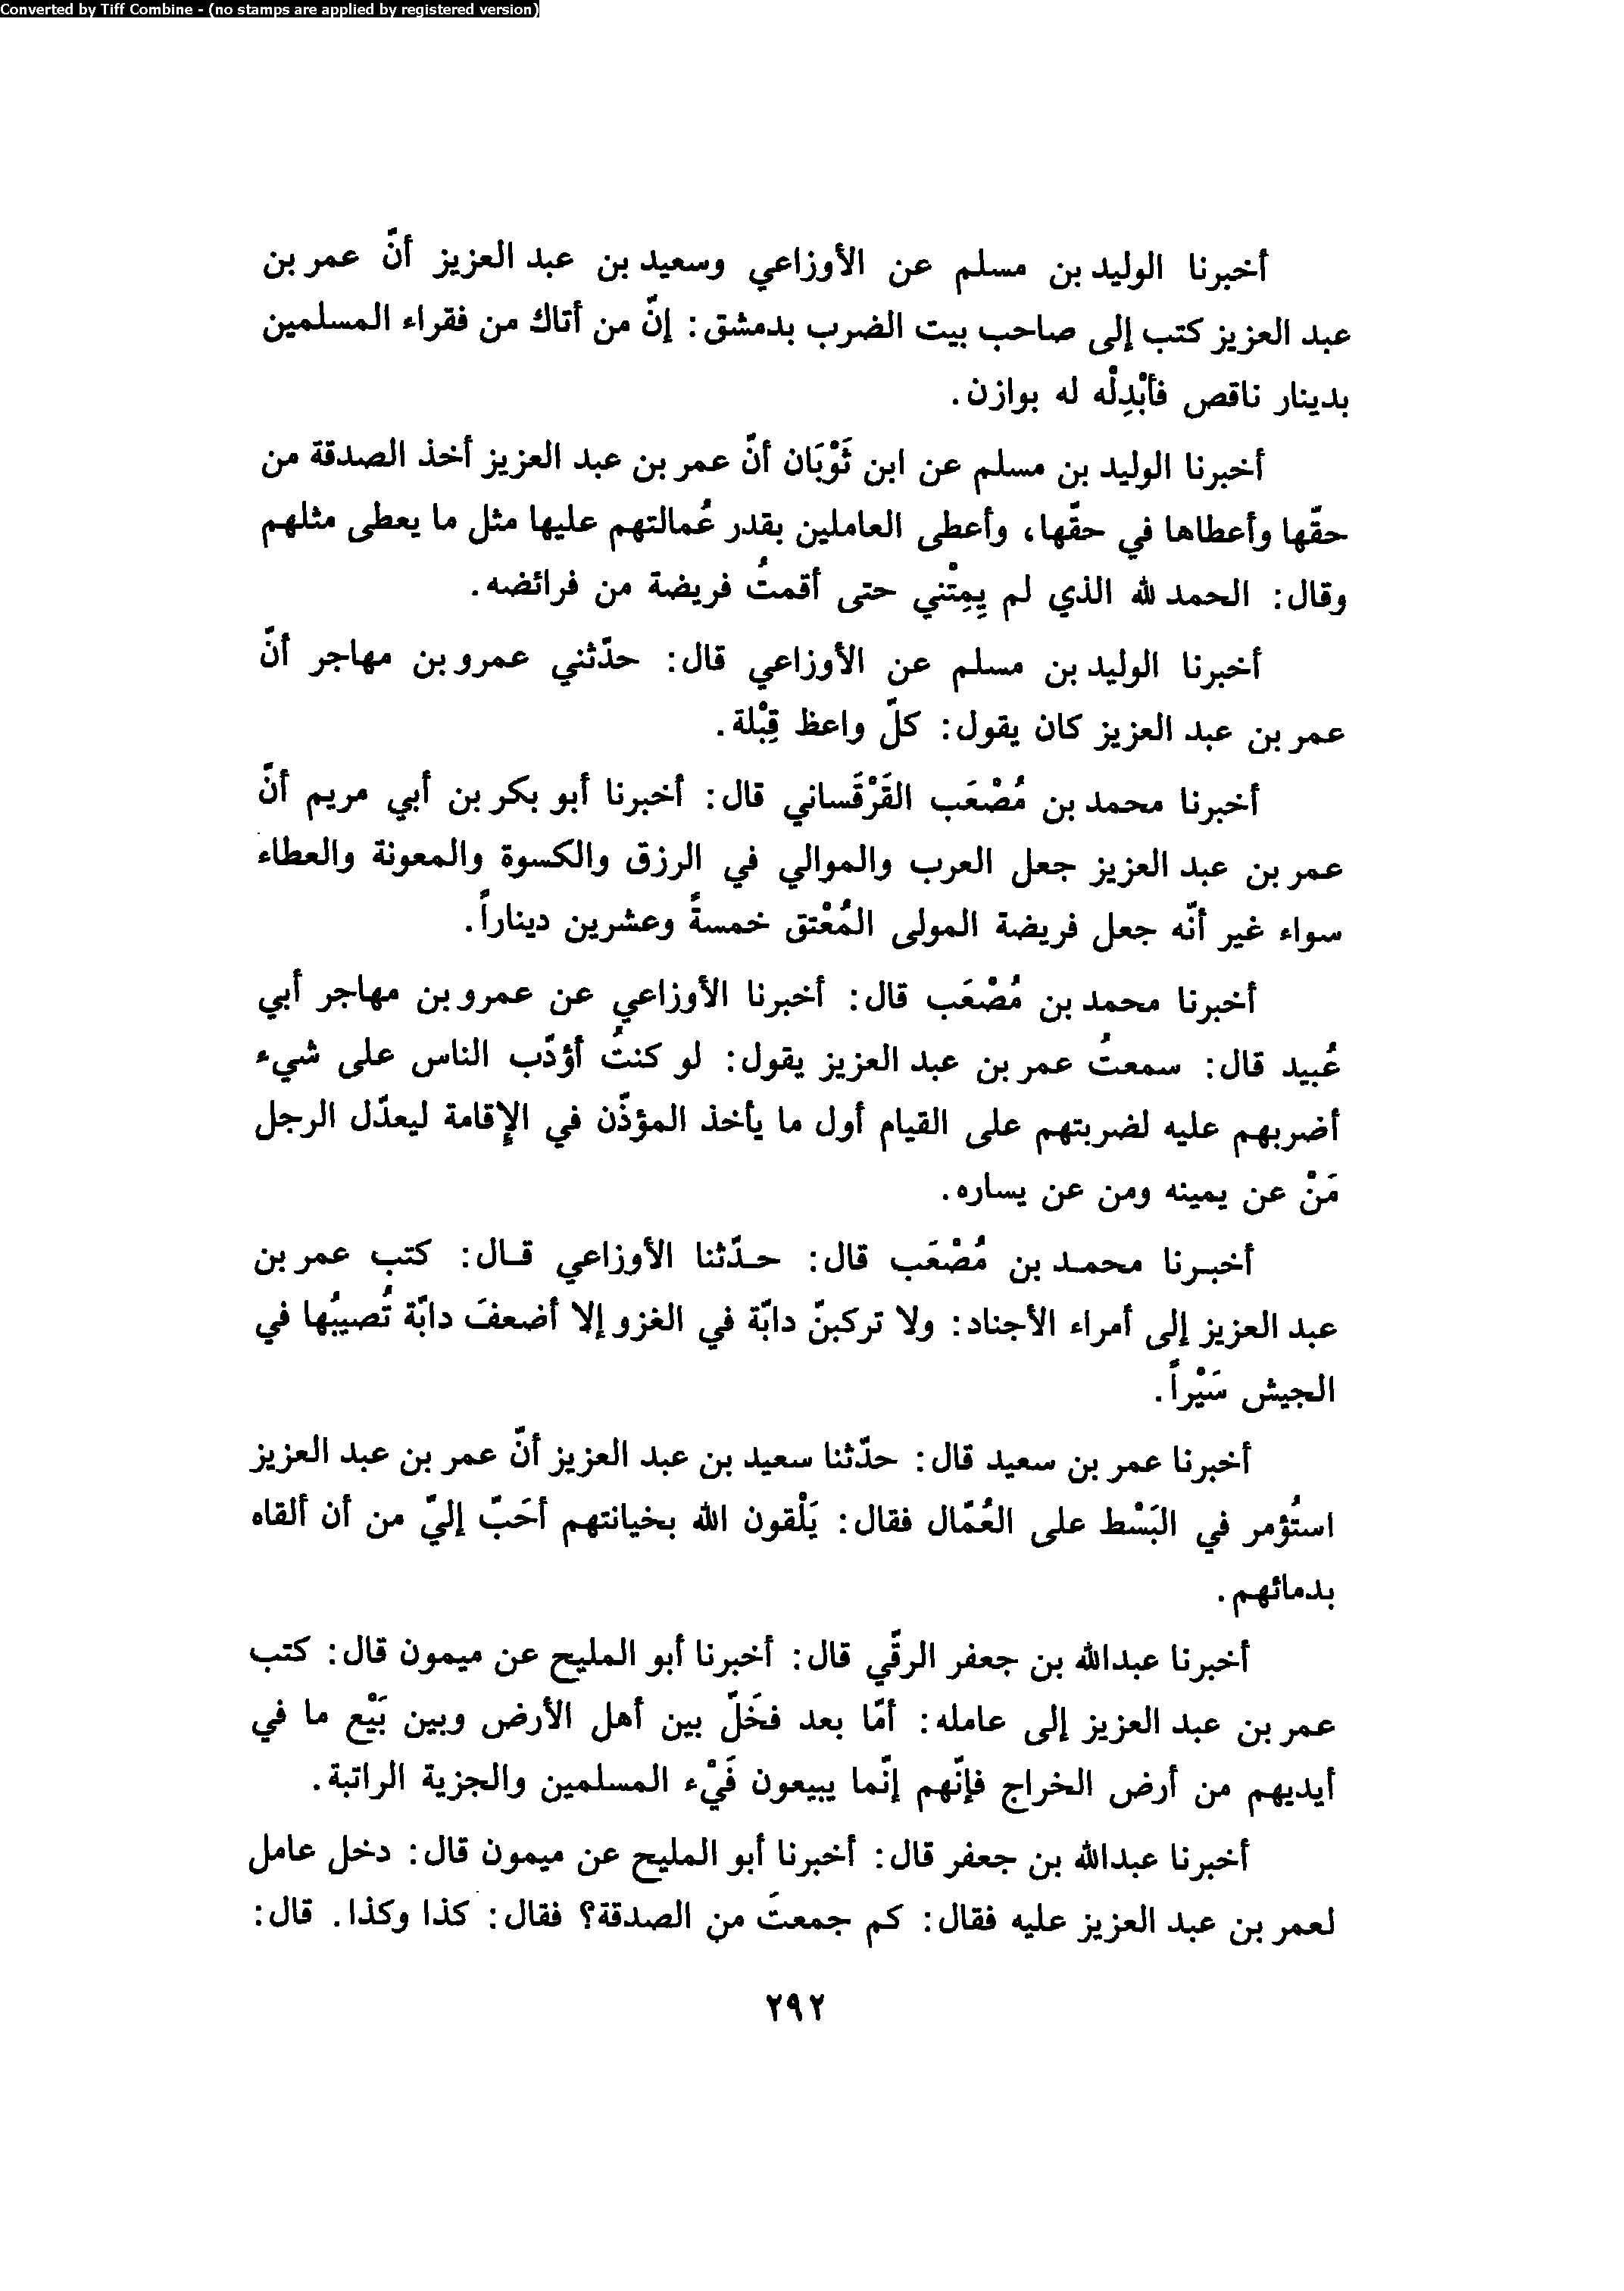 Converted by Tiff Combine - (no stamps are applied by registered version)
أخبرنا الوليد بن مسلم عن الأوزاعي وسعيد بن عبد العزيز أنّ عمر بن
عبد العزيز كتب إلى صاحب بيت الضرب بدمشق: إنّ من أتاك من فقراء المسلمين
بدينار ناقص فأبْدِلْه له بوازن.
أخبرنا الوليد بن مسلم عن ابن ثَوْبَان أنّ عمر بن عبد العزيز أخذ الصدقة من
حقّها وأعطاها في حقّها، وأعطى العاملين بقدر عُمالتهم عليها مثل ما يعطى مثلهم
وقال: الحمد لله الذي لم يِمِتْني حتى أقمتُ فريضة من فرائضه.
أخبرنا الوليد بن مسلم عن الأوزاعي قال: حدّثني عمرو بن مهاجر أنّ
عمر بن عبد العزيز كان يقول: كلّ واعظ قِبْلة.
أخبرنا محمد بن مُصْعَب القَرْقَساني قال: أخبرنا أبو بكر بن أبي مريم أنّ
عمر بن عبد العزيز جعل العرب والموالي في الرزق والكسوة والمعونة والعطاء
سواء غير أنّه جعل فريضة المولى المُعْتق خمسةً وعشرين ديناراً.
أخبرنا محمد بن مُصْعَب قال: أخبرنا الأوزاعي عن عمرو بن مهاجر أبي
عُبيد قال: سمعتُ عمر بن عبد العزيز يقول: لو كنتُ أؤدّب الناس على شيء
أضربهم عليه لضربتهم على القيام أول ما يأخذ المؤذّن في الإقامة ليعدّل الرجل
مَنْ عن يمينه ومن عن يساره.
أخبرنا محمد بن مُصْعَب قال: حدّثنا الأوزاعي قال: كتب عمر بن
عبد العزيز إلى أمراء الأجناد: ولا تركبنّ دابّة في الغزو إلا أضعفَ دابّة تُصيبُها في
الجيش سَيْراً.
أخبرنا عمر بن سعيد قال: حدّثنا سعيد بن عبد العزيز أنّ عمر بن عبد العزيز
استُؤمر في البَسْط على العُمّال فقال: يَلْقون الله بخيانتهم أحَبّ إليّ من أن ألقاه
بدمائهم.
أخبرنا عبدالله بن جعفر الرقّي قال: أخبرنا أبو المليح عن ميمون قال: كتب
عمر بن عبد العزيز إلى عامله: أمّا بعد فخَلّ بين أهل الأرض وبين بَيْع ما في
أيديهم من أرض الخراج فإنّهم إنّما يبيعون فَيْء المسلمين والجزية الراتبة.
أخبرنا عبدالله بن جعفر قال: أخبرنا أبو المليح عن ميمون قال: دخل عامل
لعمر بن عبد العزيز عليه فقال: كم جمعتَ من الصدقة؟ فقال: كذا وكذا. قال:
٢٩٢